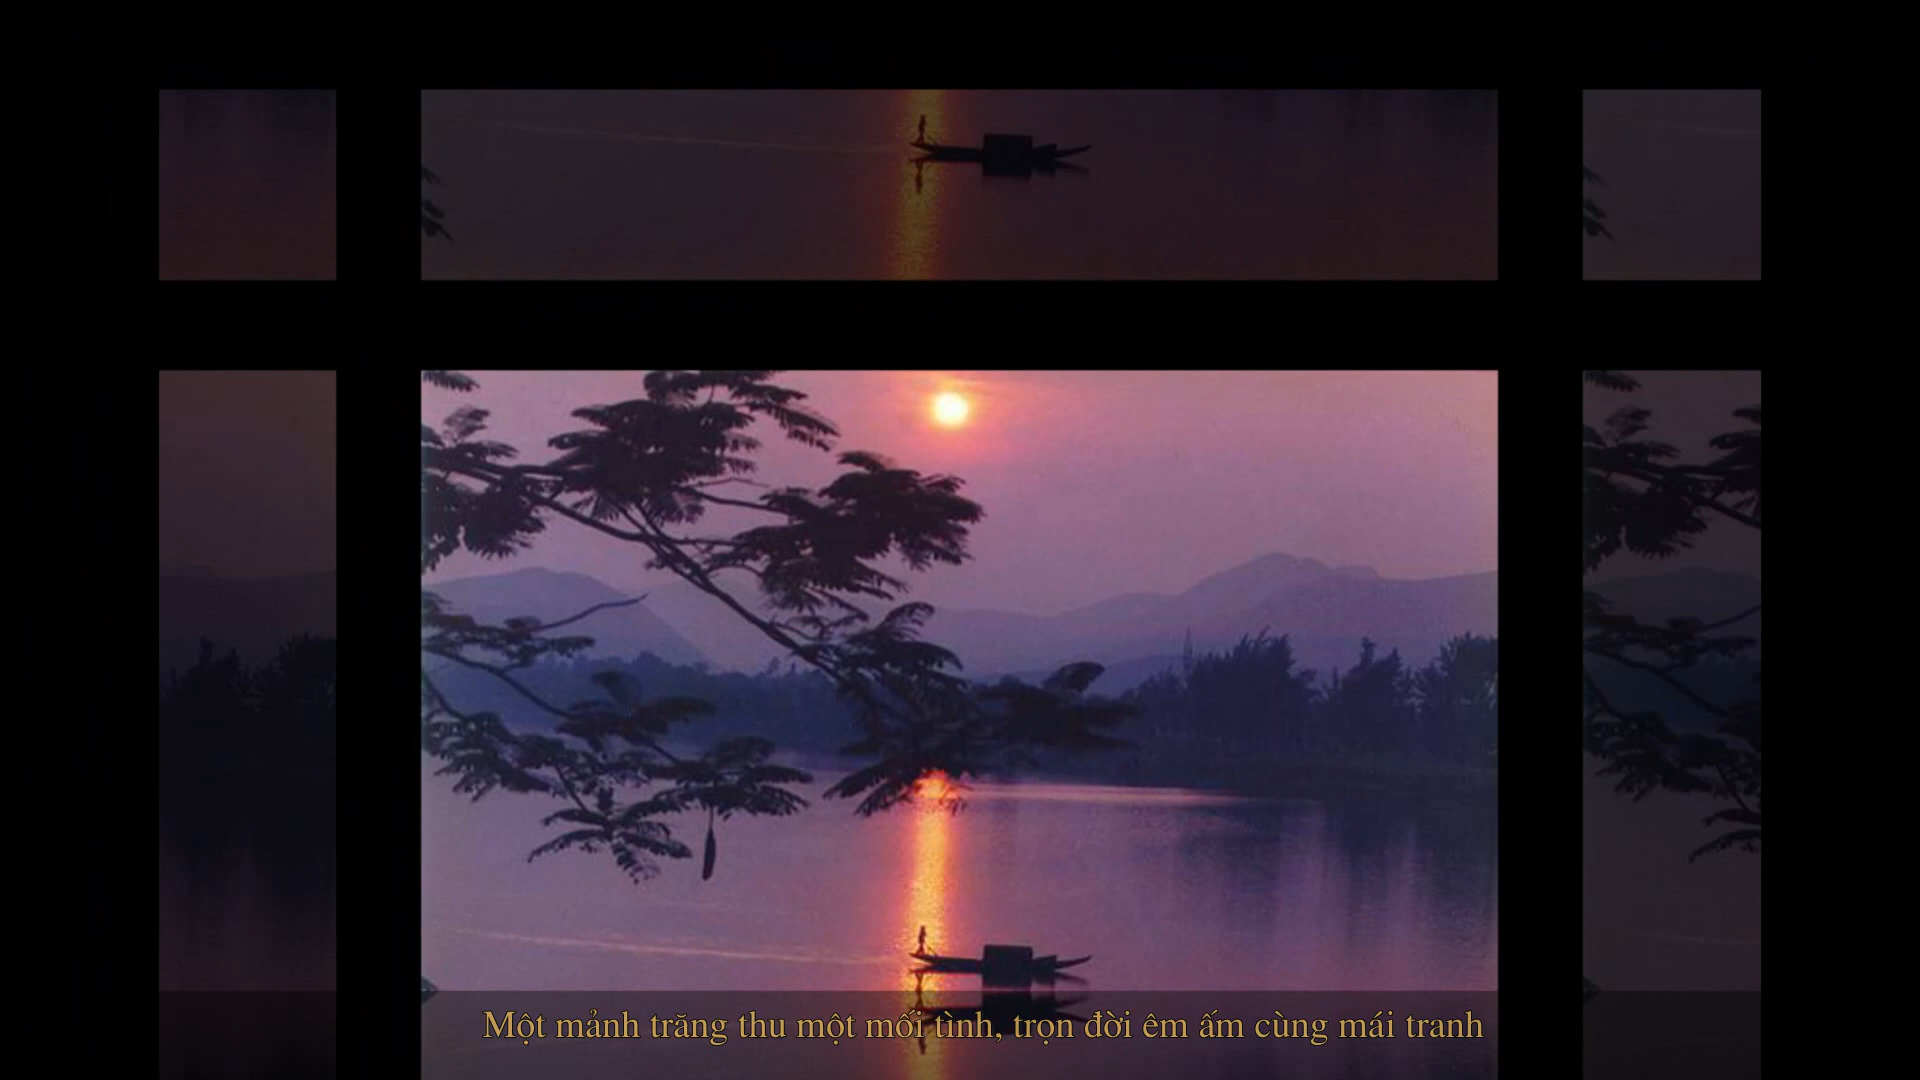 Một mảnh trăng thu một mối tình, trọn đời êm ấm cùng mái tranh